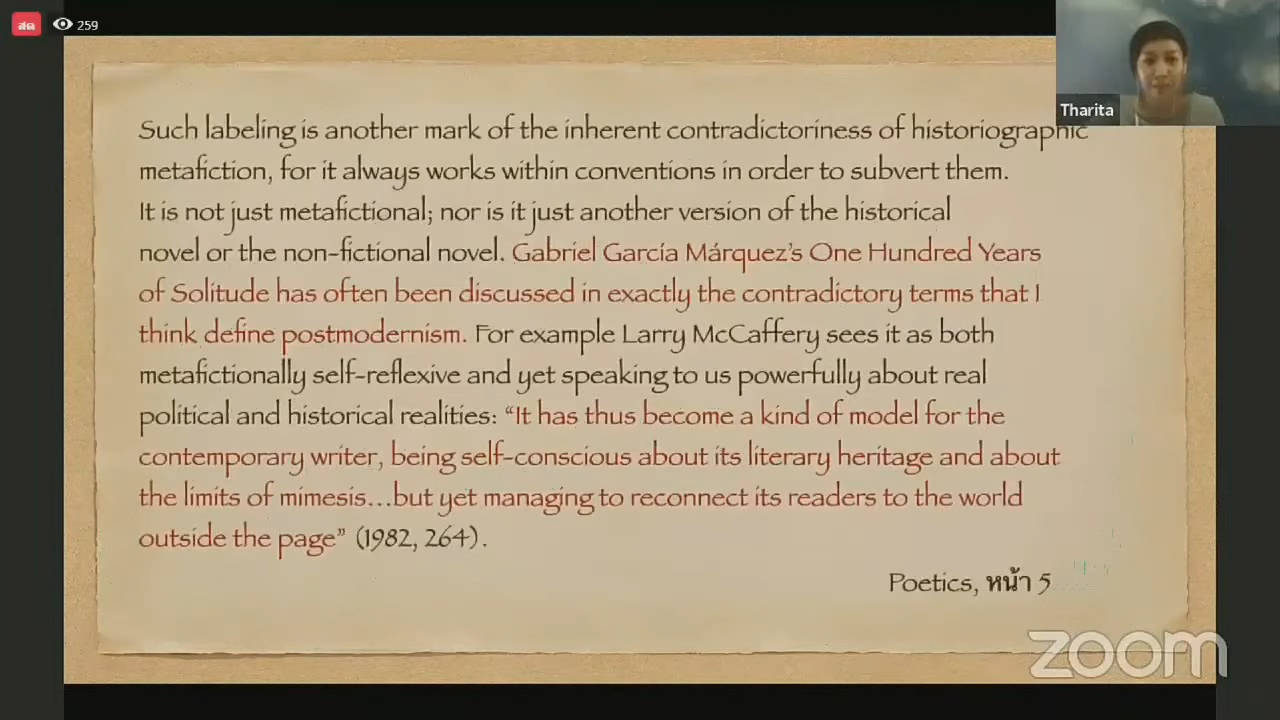 สด
259
Tharita
Such labeling is another mark of the inherent contradictoriness of historiographic
metafiction, for it always works within conventions in order to subvert them.
It is not just metafictional; nor is it just another version of the historical
novel or the non-fictional novel. Gabriel García Márquez's One Hundred Years
of Solitude has often been discussed in exactly the contradictory terms that I
think define postmodernism. For example Larry McCaffery sees it as both
metafictionally self-reflexive and yet speaking to us powerfully about real
political and historical realities: “It has thus become a kind of model for the
contemporary writer, being self-conscious about its literary heritage and about
the limits of mimesis...but yet managing to reconnect its readers to the world
outside the page” (1982, 264).
Poetics, หน้า 5
zoom